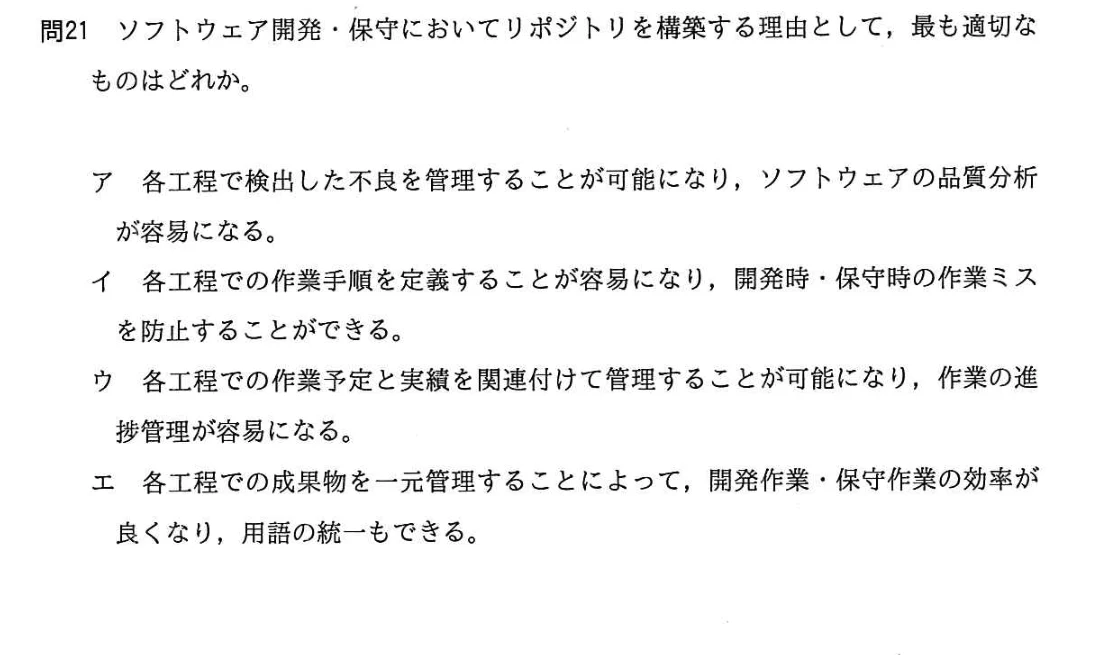 問21 ソフトウェア開発・保守においてリポジトリを構築する理由として，最も適切な
ものはどれか。
ア 各工程で検出した不良を管理することが可能になり，ソフトウェアの品質分析
が容易になる。
イ 各工程での作業手順を定義することが容易になり，開発時・保守時の作業ミス
を防止することができる。
ウ 各工程での作業予定と実績を関連付けて管理することが可能になり，作業の進
捗管理が容易になる。
エ 各工程での成果物を一元管理することによって，開発作業・保守作業の効率が
良くなり，用語の統一もできる。